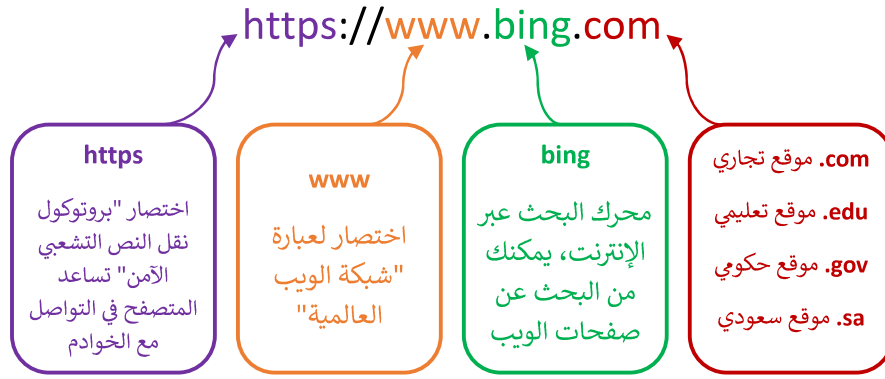 https://www.bing.com
https
اختصار "بروتوكول
نقل النص التشعبي
الآمن" تساعد
المتصفح في التواصل
مع الخوادم
www
اختصار لعبارة
"شبكة الويب
العالمية"
bing
محرك البحث عبر
الإنترنت، يمكنك
من البحث عن
صفحات الويب
.com موقع تجاري
.edu موقع تعليمي
.gov موقع حكومي
.sa موقع سعودي